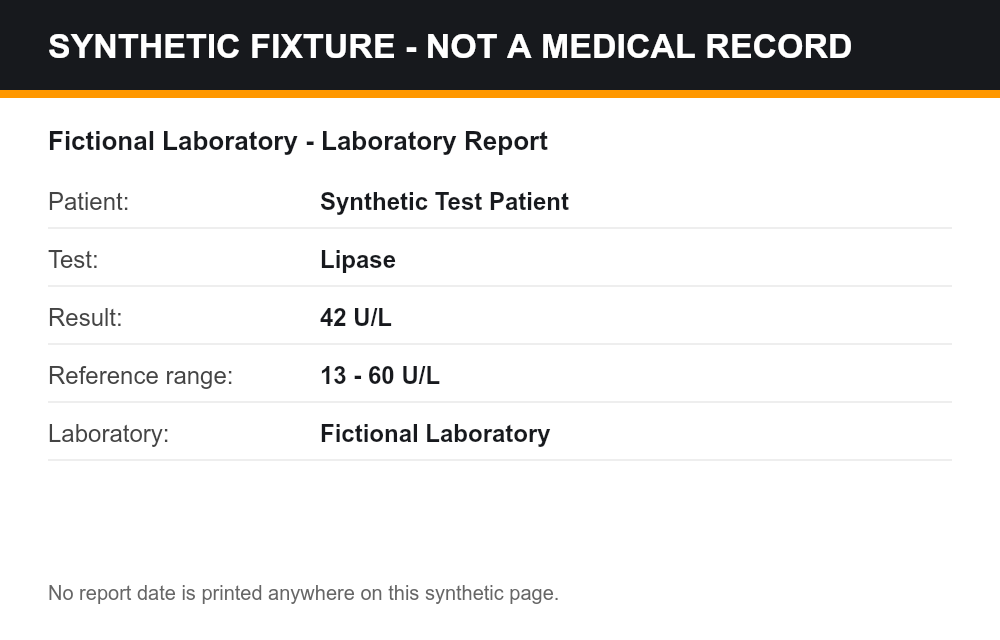 SYNTHETIC FIXTURE - NOT A MEDICAL RECORD
Fictional Laboratory - Laboratory Report
Patient: Synthetic Test Patient
Test: Lipase
Result: 42 U/L
Reference range: 13 - 60 U/L
Laboratory: Fictional Laboratory
No report date is printed anywhere on this synthetic page.